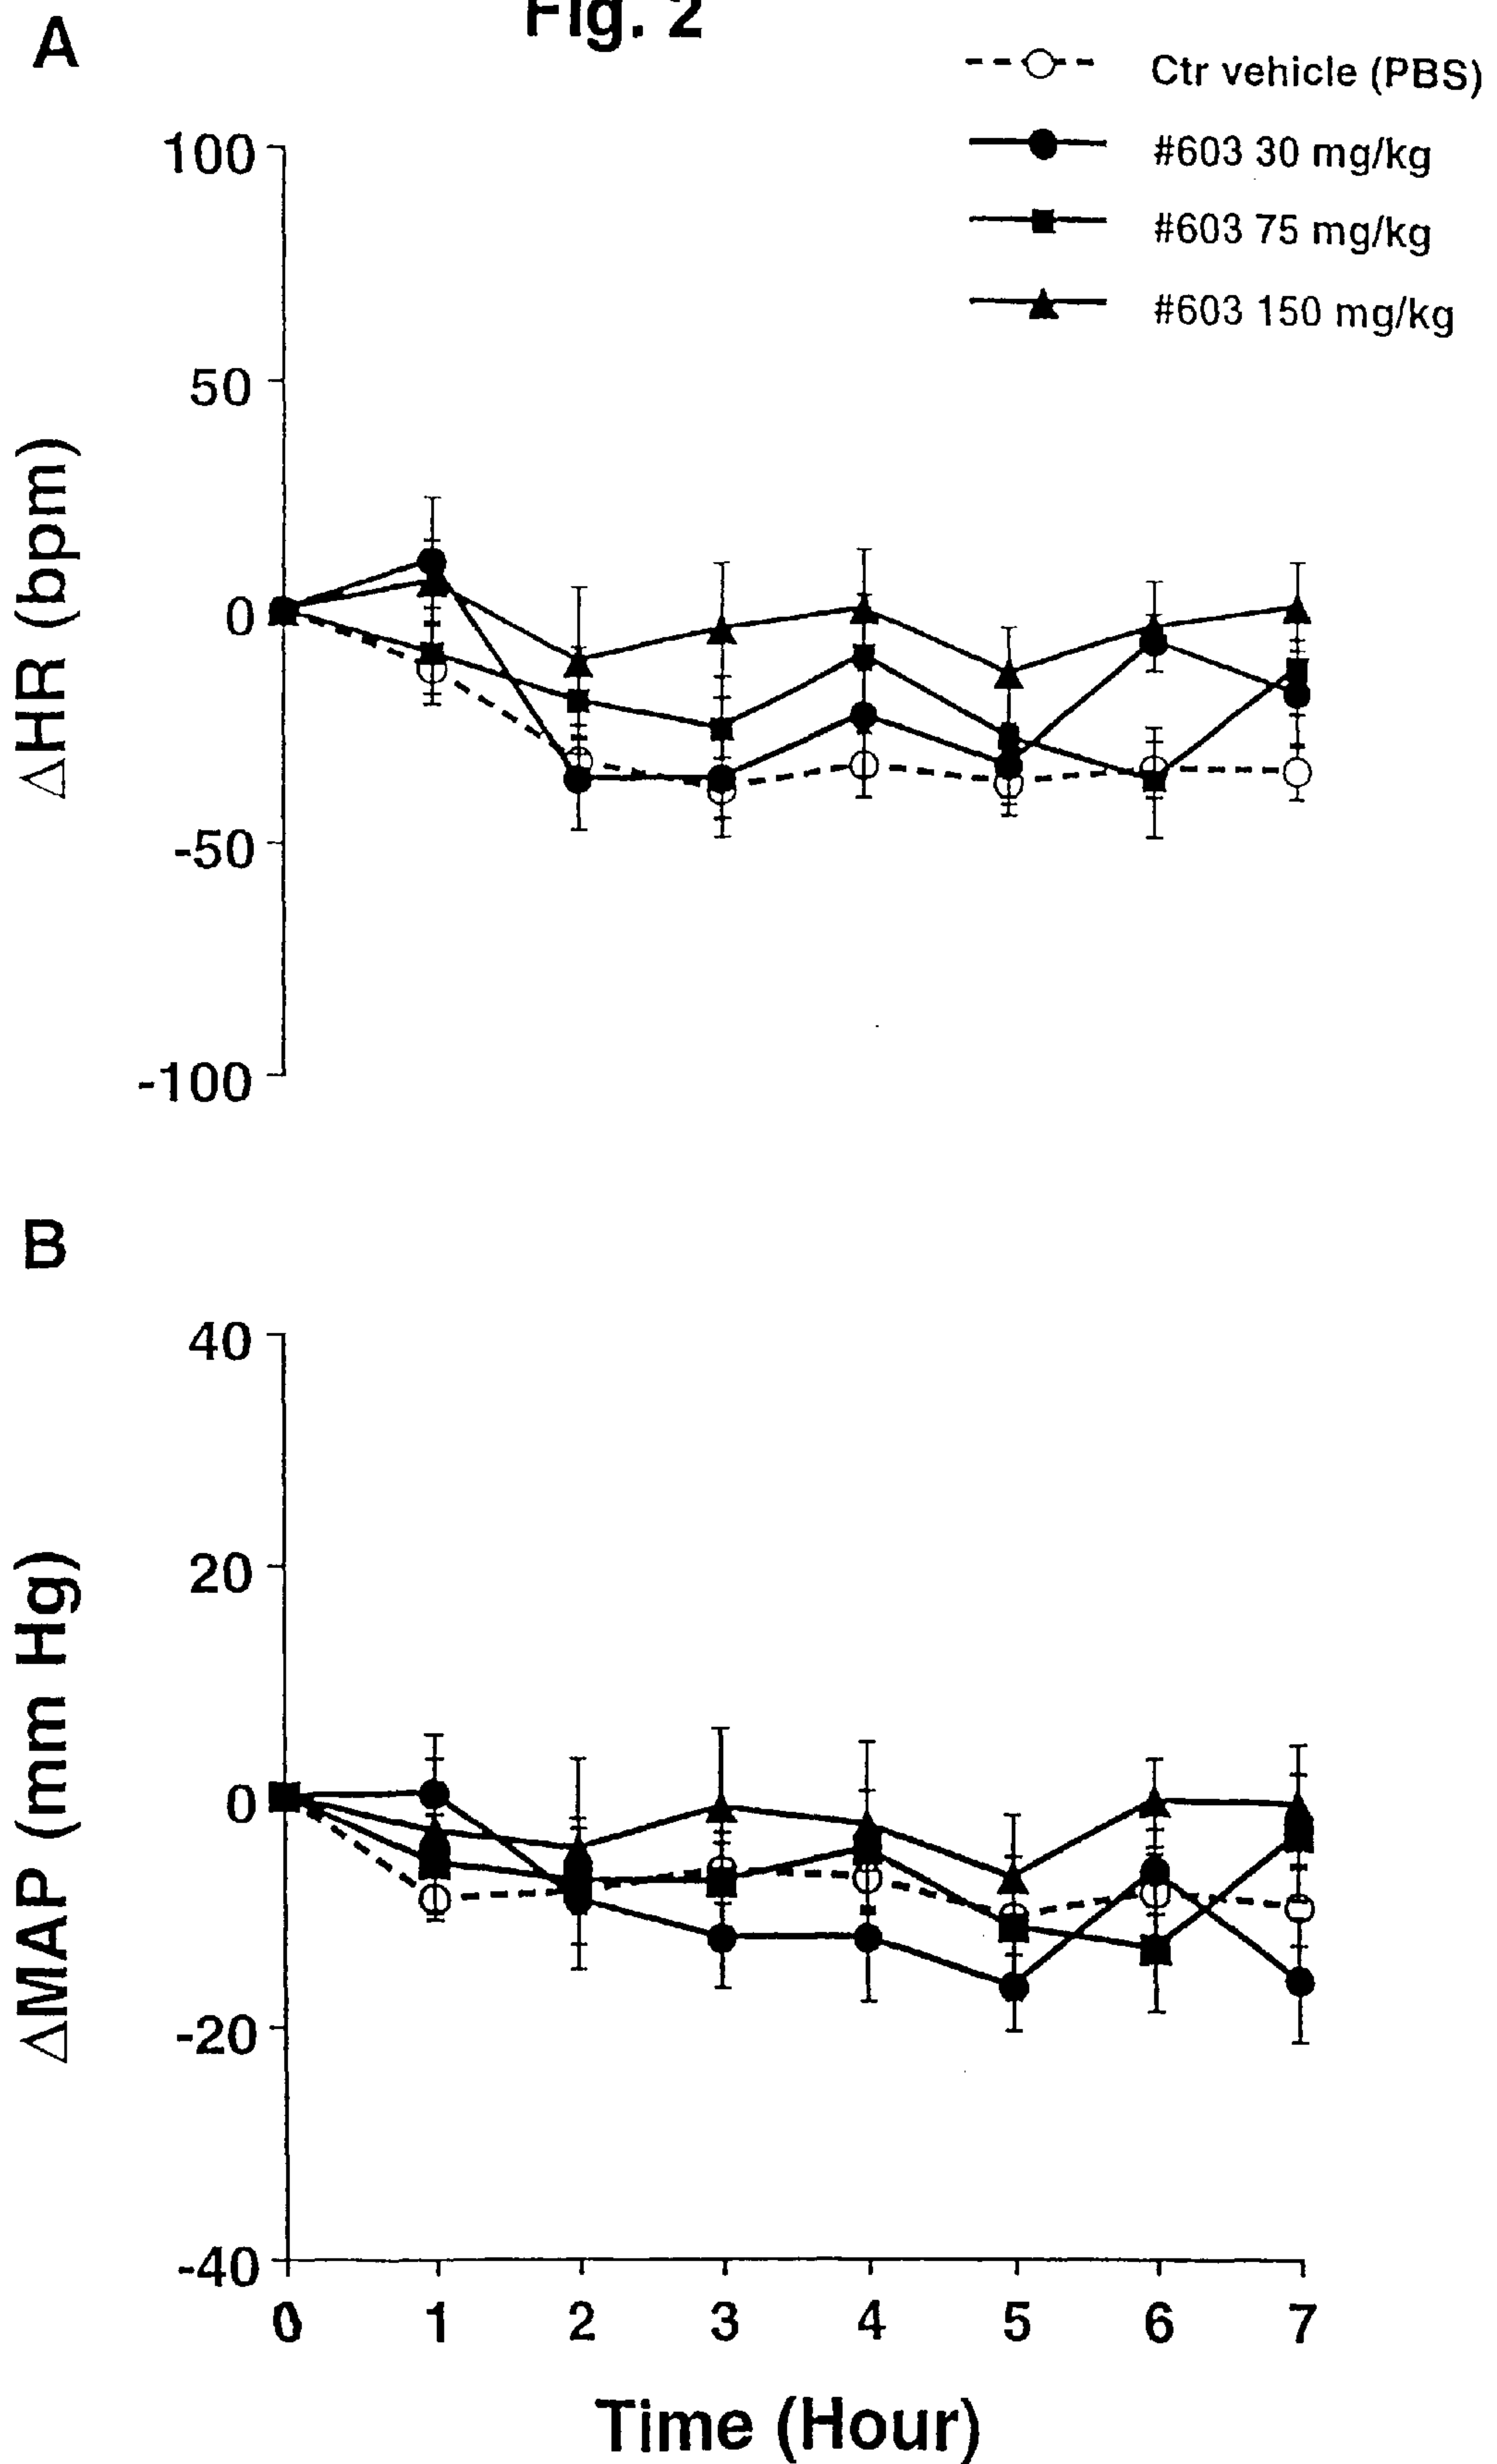 Fig. 2
A
Ctr vehicle (PBS)
#603 30 mg/kg
#603 75 mg/kg
#603 150 mg/kg
100
50
0
-50
-100
△HR (bpm)
B
40
20
0
-20
-40
△MAP (mm Hg)
0 1 2 3 4 5 6 7
Time (Hour)